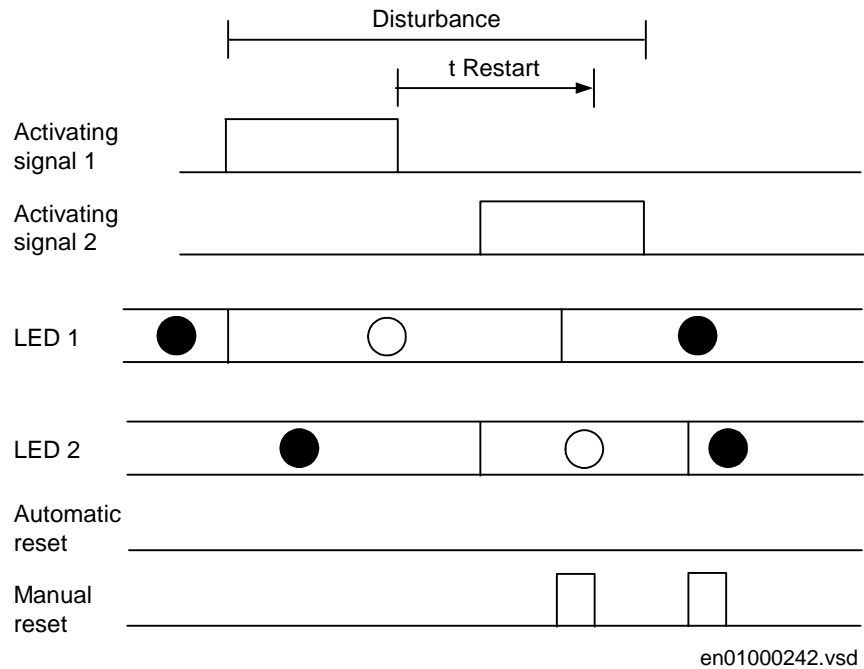 Disturbance
t Restart
Activating
signal 1
Activating
signal 2
LED 1
LED 2
Automatic
reset
Manual
reset
en01000242.vsd